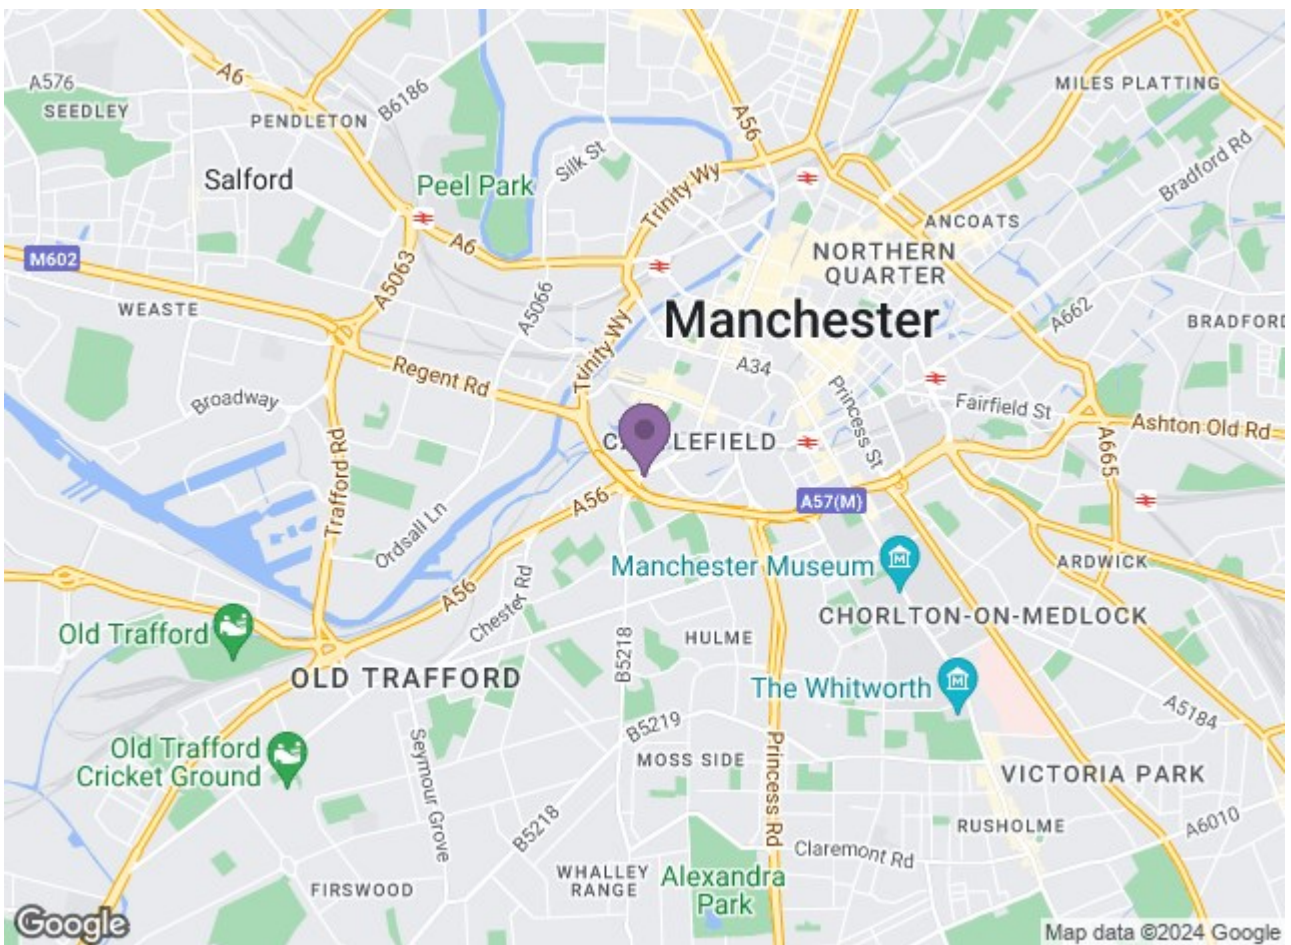 A576
SEEDLEY
A6
PENDLETON
B6186
A56
MILES PLATTING
Bradford Rd
Salford
Peel Park
Silk St
Trinity Wy
ANCOATS
NORTHERN
QUARTER
M602
A6
A5063
A5066
WEASTE
Trinity Wy
Manchester
A662
BRADFORD
Regent Rd
A34
Broadway
Princess St
Fairfield St
Ashton Old Rd
A665
Trafford Rd
A56
A57(M)
Ordsall Ln
Manchester Museum
ARDWICK
A56
Chester Rd
CHORLTON-ON-MEDLOCK
Old Trafford
B5218
HULME
OLD TRAFFORD
The Whitworth
A5184
B5219
Old Trafford
Cricket Ground
Seymour Grove
MOSS SIDE
Princess Rd
VICTORIA PARK
B5218
RUSHOLME
A6010
Claremont Rd
WHALLEY
RANGE
Alexandra
Park
FIRSWOOD
Google
Map data ©2024 Google